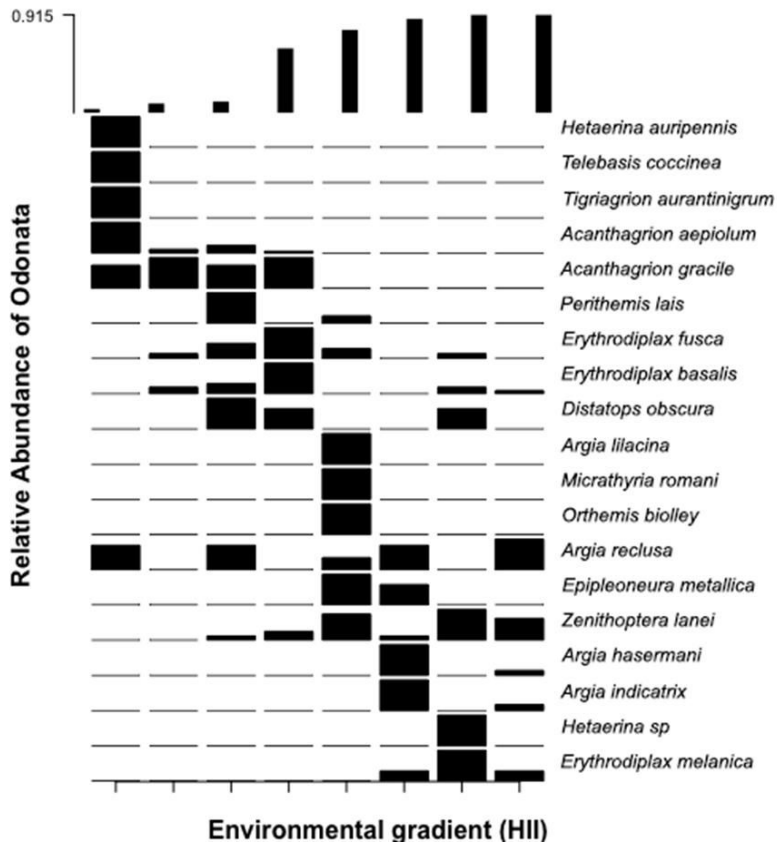 0.915
Hetaerina auripennis
Telebasis coccinea
Tigriagrion aurantinigrum
Acanthagrion aepiolum
Acanthagrion gracile
Perithemis lais
Erythrodiplax fusca
Erythrodiplax basalis
Distatops obscura
Argia lilacina
Micrathyria romani
Orthemis biolley
Argia reclusa
Epipleoneura metallica
Zenithoptera lanei
Argia hasermani
Argia indicatrix
Hetaerina sp
Erythrodiplax melanica
Relative Abundance of Odonata
Environmental gradient (HII)